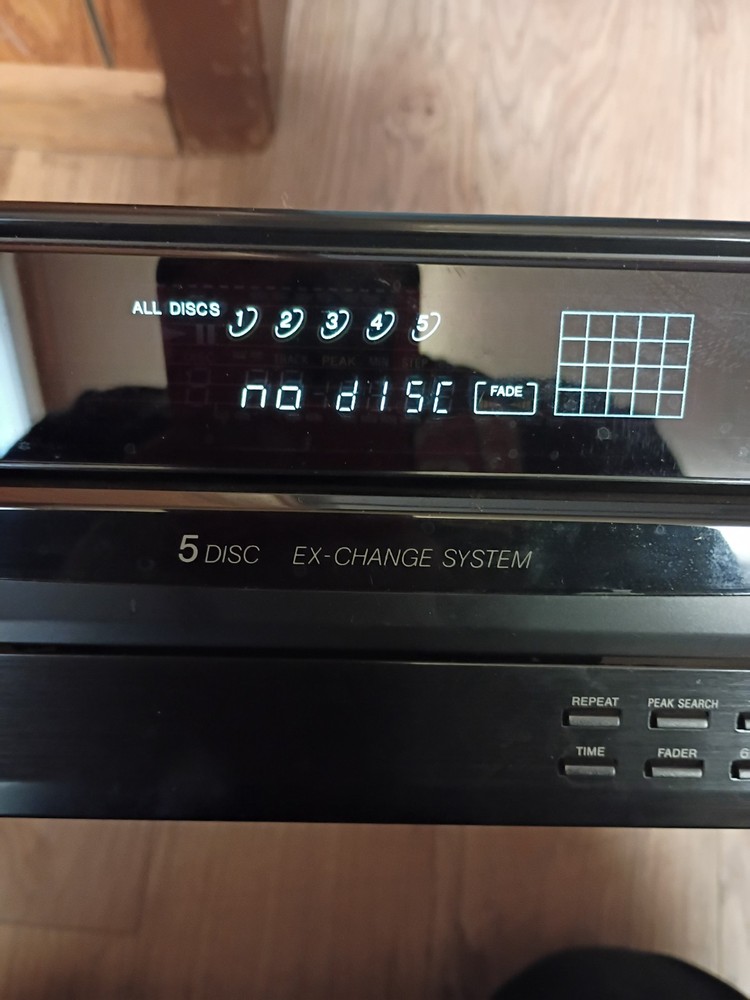 ALL DISCS 1 2 3 4 5
no dISC FADE
5 DISC EX-CHANGE SYSTEM
REPEAT PEAK SEARCH
TIME FADER 6